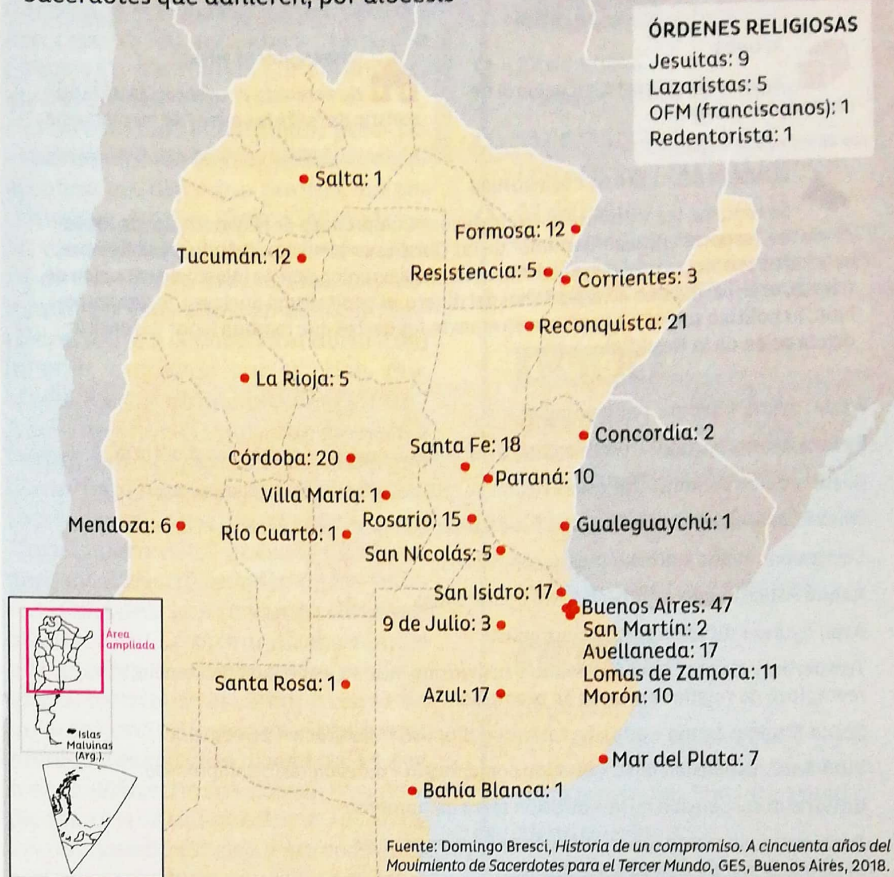 Sacerdotes que adhieren, por diócesis
ÓRDENES RELIGIOSAS
Jesuitas: 9
Lazaristas: 5
OFM (franciscanos): 1
Redentorista: 1
Salta: 1
Formosa: 12
Tucumán: 12
Resistencia: 5
Corrientes: 3
Reconquista: 21
La Rioja: 5
Concordia: 2
Santa Fe: 18
Córdoba: 20
Paraná: 10
Villa María: 1
Rosario: 15
Mendoza: 6
Río Cuarto: 1
Gualeguaychú: 1
San Nicolás: 5
San Isidro: 17
Buenos Aires: 47
9 de Julio: 3
San Martín: 2
Avellaneda: 17
Lomas de Zamora: 11
Santa Rosa: 1
Azul: 17
Morón: 10
Mar del Plata: 7
Bahía Blanca: 1
Área
ampliada
Islas
Malvinas
(Arg.)
Fuente: Domingo Bresci, Historia de un compromiso. A cincuenta años del
Movimiento de Sacerdotes para el Tercer Mundo, GES, Buenos Aires, 2018.